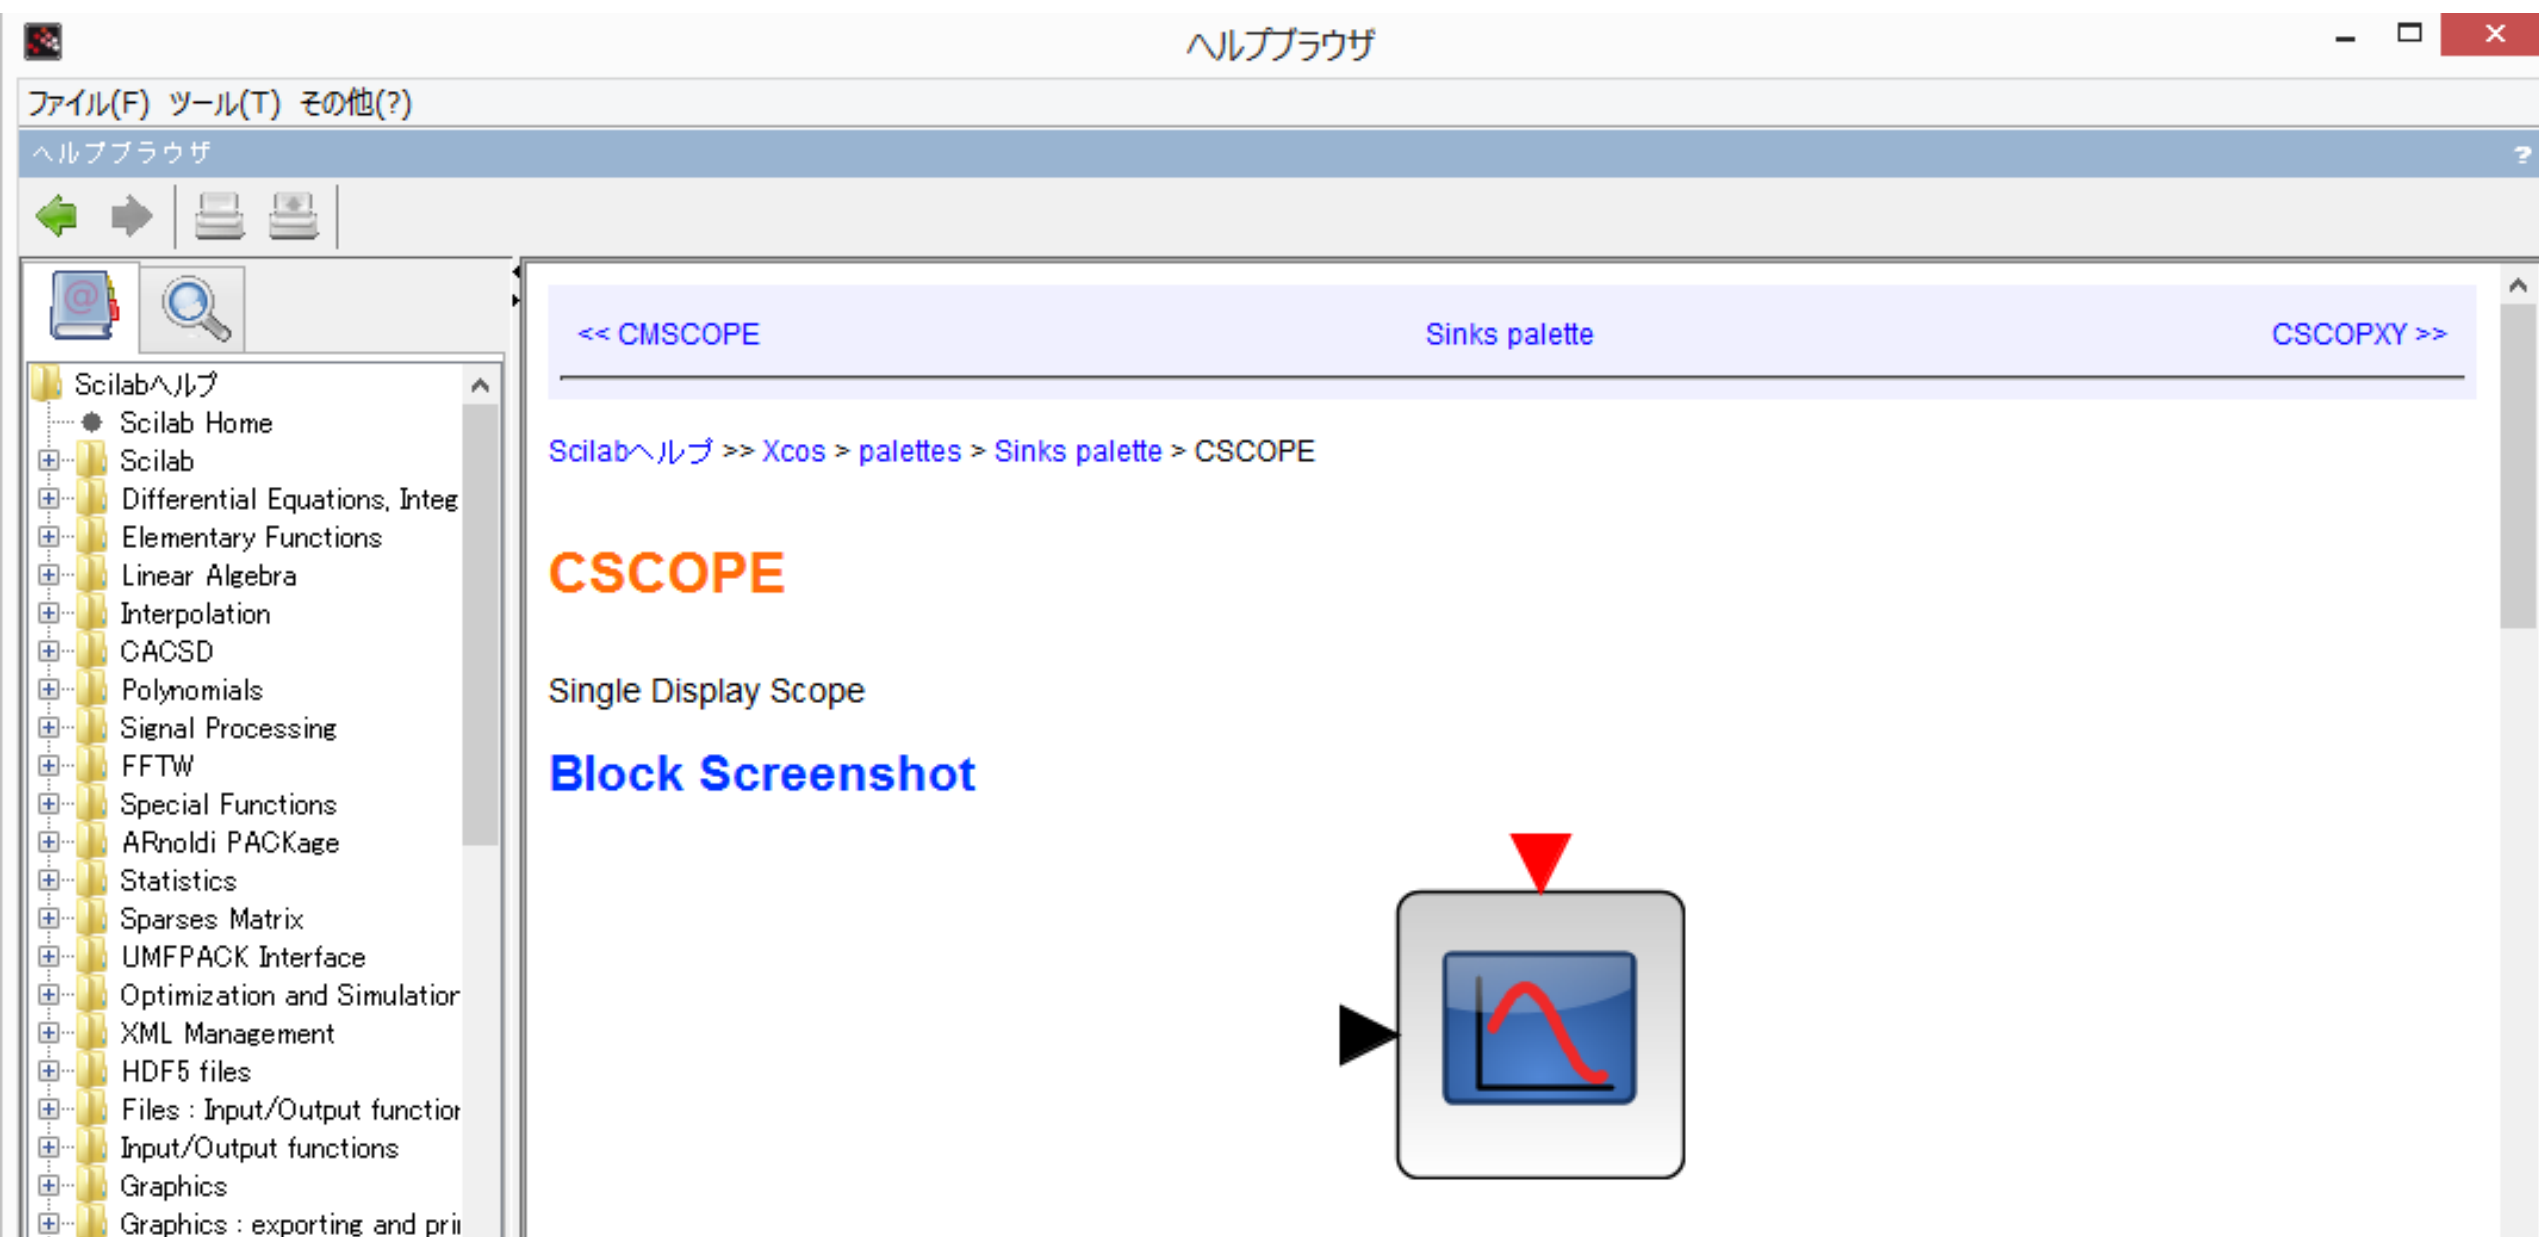 ヘルプブラウザ
ファイル(F) ツール(T) その他(?)
ヘルプブラウザ
?
<< CMSCOPE Sinks palette CSCOPXY >>
Scilabヘルプ >> Xcos > palettes > Sinks palette > CSCOPE
CSCOPE
Single Display Scope
Block Screenshot
Scilabヘルプ
Scilab Home
Scilab
Differential Equations, Integ
Elementary Functions
Linear Algebra
Interpolation
CACSD
Polynomials
Signal Processing
FFTW
Special Functions
ARnoldi PACKage
Statistics
Sparses Matrix
UMFPACK Interface
Optimization and Simulation
XML Management
HDF5 files
Files : Input/Output function
Input/Output functions
Graphics
Graphics : exporting and pri